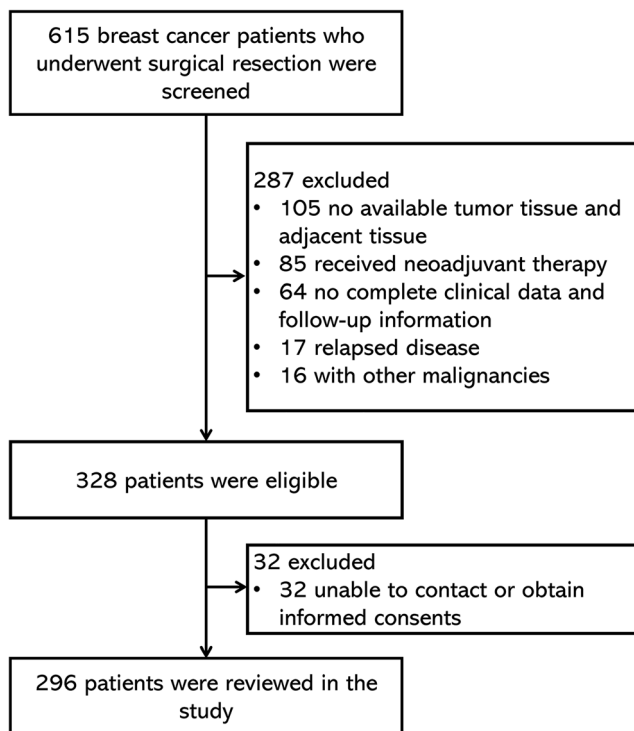 615 breast cancer patients who
underwent surgical resection were
screened
287 excluded
• 105 no available tumor tissue and
adjacent tissue
• 85 received neoadjuvant therapy
• 64 no complete clinical data and
follow-up information
• 17 relapsed disease
• 16 with other malignancies
328 patients were eligible
32 excluded
• 32 unable to contact or obtain
informed consents
296 patients were reviewed in the
study